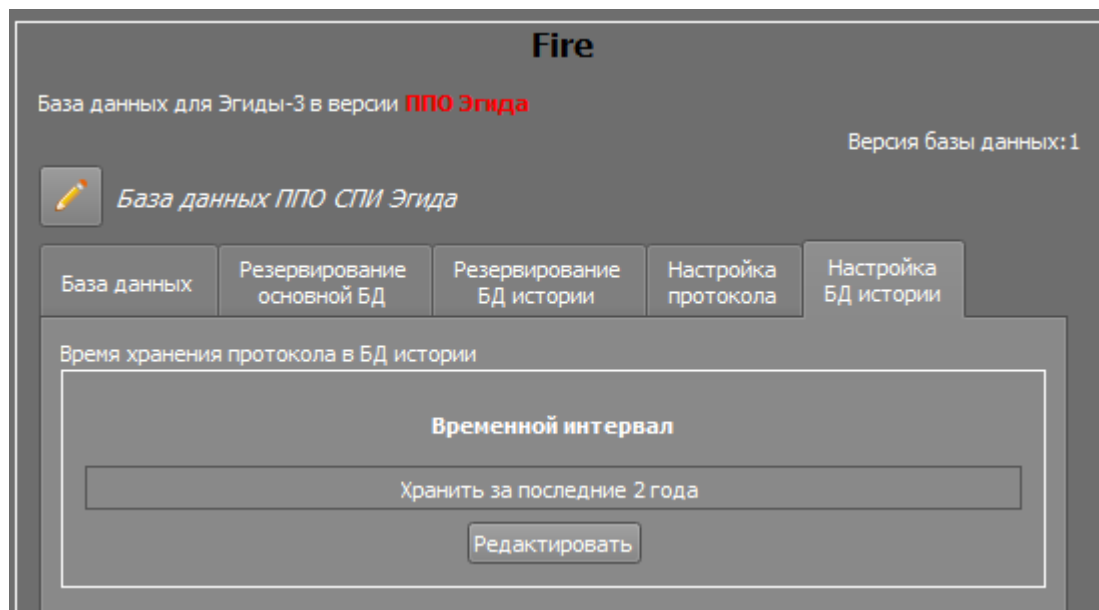 Fire
База данных для Эгиды-3 в версии ППО Эгида
Версия базы данных:1
База данных ППО СПИ Эгида
База данных
Резервирование
основной БД
Резервирование
БД истории
Настройка
протокола
Настройка
БД истории
Время хранения протокола в БД истории
Временной интервал
Хранить за последние 2 года
Редактировать